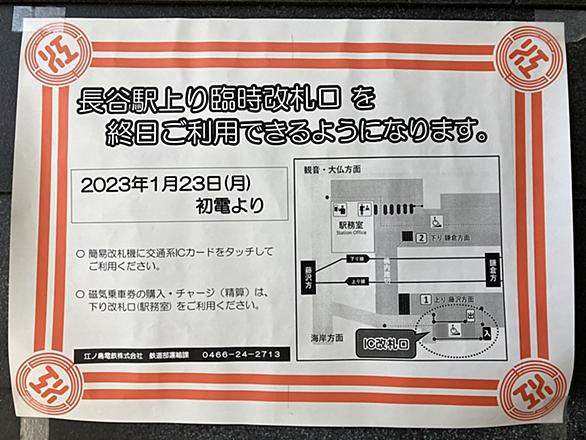 長谷駅上り臨時改札口 を
終日ご利用できるようになります。
2023年1月23日(月)
初電より
○ 簡易改札機に交通系ICカードをタッチして
ご利用ください。
○ 磁気乗車券の購入・チャージ(精算)は、
下り改札口(駅務室)をご利用ください。
江ノ島電鉄株式会社 鉄道部運輸課 0466-24-2713
観音・大仏方面
駅務室
Station Office
2 下り 鎌倉方面
構内踏切
下り線
上り線
藤沢方
鎌倉方
1 上り 藤沢方面
出
入
海岸方面
IC改札口